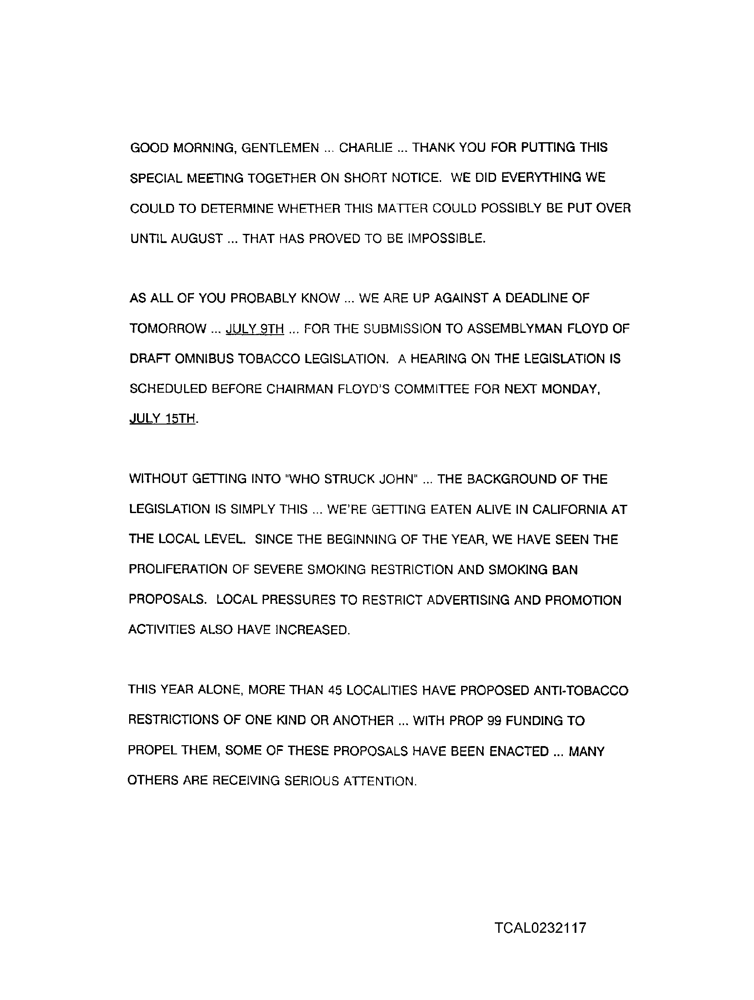 GOOD MORNING, GENTLEMEN ... CHARLIE ... THANK YOU FOR PUTTING THIS
SPECIAL MEETING TOGETHER ON SHORT NOTICE. WE DID EVERYTHING WE
COULD TO DETERMINE WHETHER THIS MATTER COULD POSSIBLY BE PUT OVER
UNTIL AUGUST ... THAT HAS PROVED TO BE IMPOSSIBLE.
AS ALL OF YOU PROBABLY KNOW ... WE ARE UP AGAINST A DEADLINE OF
TOMORROW ... JULY 9TH ... FOR THE SUBMISSION TO ASSEMBLYMAN FLOYD OF
DRAFT OMNIBUS TOBACCO LEGISLATION. A HEARING ON THE LEGISLATION IS
SCHEDULED BEFORE CHAIRMAN FLOYD'S COMMITTEE FOR NEXT MONDAY,
JULY 15TH.
WITHOUT GETTING INTO "WHO STRUCK JOHN" ... THE BACKGROUND OF THE
LEGISLATION IS SIMPLY THIS ... WE'RE GETTING EATEN ALIVE IN CALIFORNIA AT
THE LOCAL LEVEL. SINCE THE BEGINNING OF THE YEAR, WE HAVE SEEN THE
PROLIFERATION OF SEVERE SMOKING RESTRICTION AND SMOKING BAN
PROPOSALS. LOCAL PRESSURES TO RESTRICT ADVERTISING AND PROMOTION
ACTIVITIES ALSO HAVE INCREASED.
THIS YEAR ALONE, MORE THAN 45 LOCALITIES HAVE PROPOSED ANTI-TOBACCO
RESTRICTIONS OF ONE KIND OR ANOTHER ... WITH PROP 99 FUNDING TO
PROPEL THEM, SOME OF THESE PROPOSALS HAVE BEEN ENACTED ... MANY
OTHERS ARE RECEIVING SERIOUS ATTENTION.
TCAL0232117